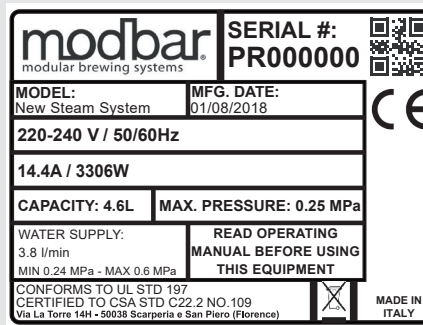 modbar
modular brewing systems
SERIAL #:
PR000000
MODEL:
New Steam System
MFG. DATE:
01/08/2018
220-240 V / 50/60Hz
14.4A / 3306W
CAPACITY: 4.6L
MAX. PRESSURE: 0.25 MPa
WATER SUPPLY:
3.8 l/min
MIN 0.24 MPa - MAX 0.6 MPa
READ OPERATING
MANUAL BEFORE USING
THIS EQUIPMENT
CONFORMS TO UL STD 197
CERTIFIED TO CSA STD C22.2 NO.109
Via La Torre 14H - 50038 Scarperia e San Piero (Florence)
CE
MADE IN
ITALY